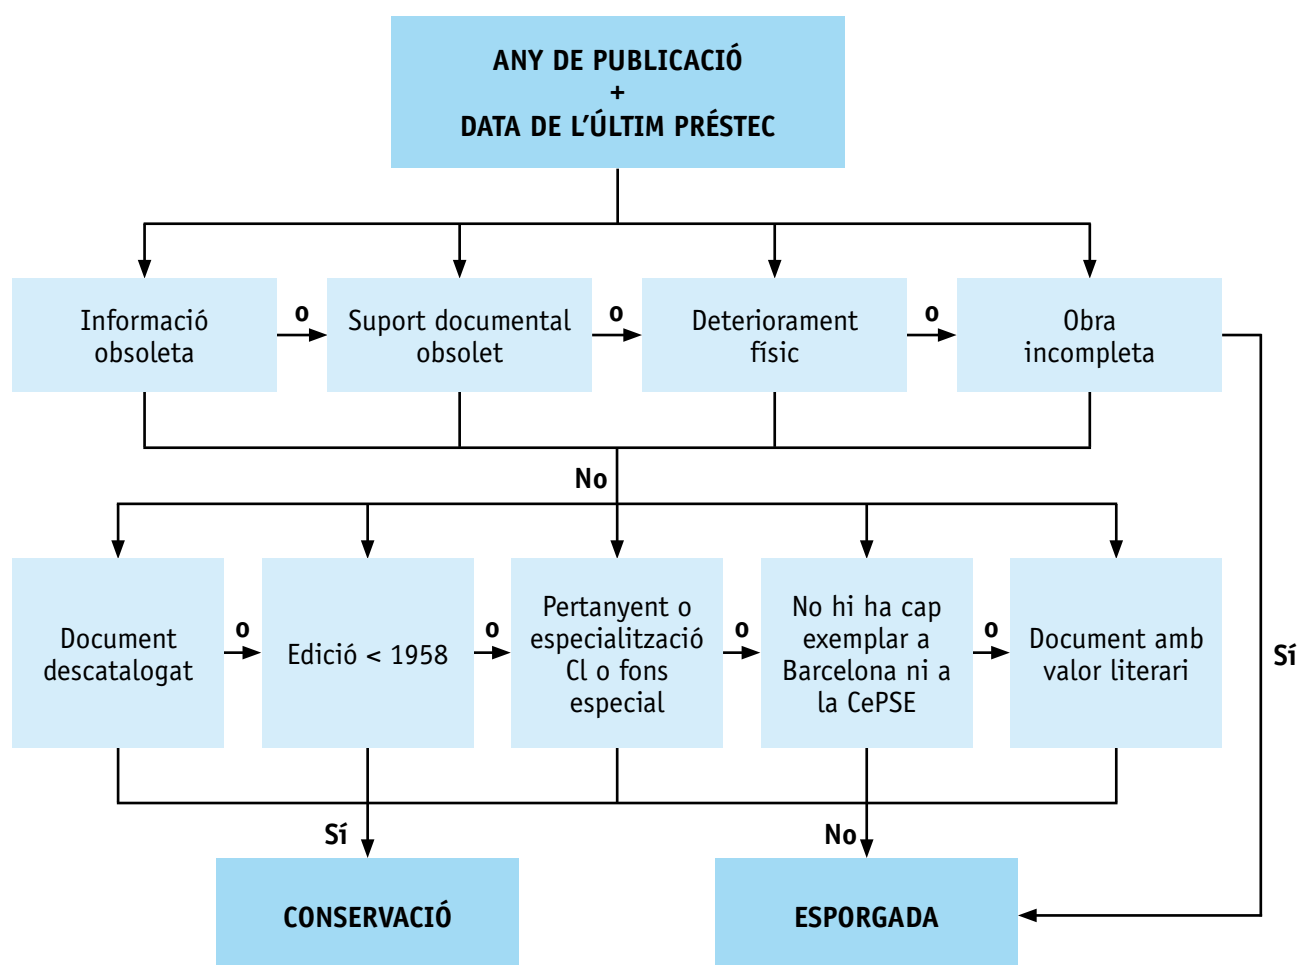 ANY DE PUBLICACIÓ
+
DATA DE L’ÚLTIM PRÉSTEC
Informació
obsoleta
o
Suport documental
obsolet
o
Deteriorament
físic
o
Obra
incompleta
No
Sí
Document
descatalogat
o
Edició < 1958
o
Pertanyent o
especialització
Cl o fons
especial
o
No hi ha cap
exemplar a
Barcelona ni a
la CePSE
o
Document amb
valor literari
Sí
No
CONSERVACIÓ
ESPORGADA